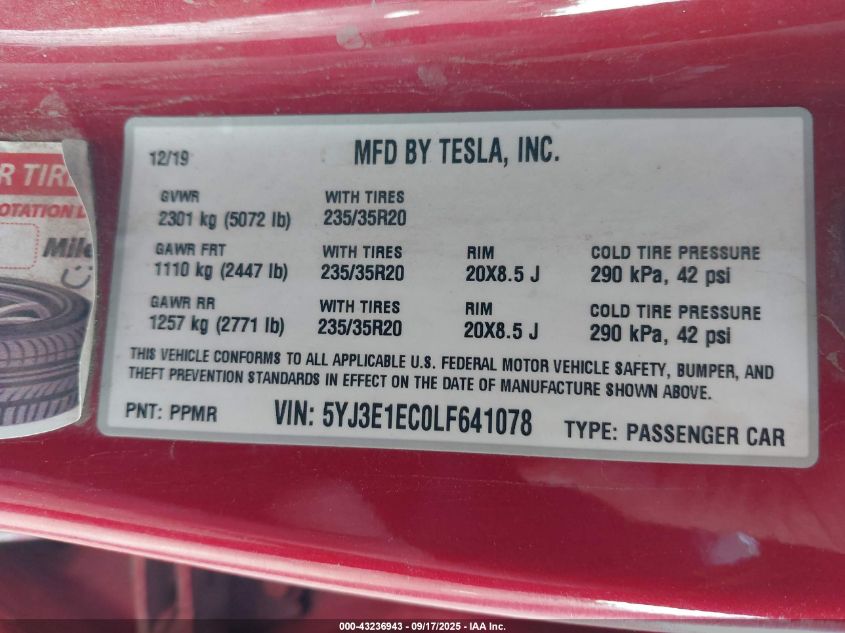 12/19 MFD BY TESLA, INC.
GVWR WITH TIRES
2301 kg (5072 lb) 235/35R20
GAWR FRT WITH TIRES RIM COLD TIRE PRESSURE
1110 kg (2447 lb) 235/35R20 20X8.5 J 290 kPa, 42 psi
GAWR RR WITH TIRES RIM COLD TIRE PRESSURE
1257 kg (2771 lb) 235/35R20 20X8.5 J 290 kPa, 42 psi
THIS VEHICLE CONFORMS TO ALL APPLICABLE U.S. FEDERAL MOTOR VEHICLE SAFETY, BUMPER, AND
THEFT PREVENTION STANDARDS IN EFFECT ON THE DATE OF MANUFACTURE SHOWN ABOVE.
PNT: PPMR VIN: 5YJ3E1EC0LF641078 TYPE: PASSENGER CAR
R TIR
OTATION
Mile
000-43236943 - 09/17/2025 - IAA Inc.